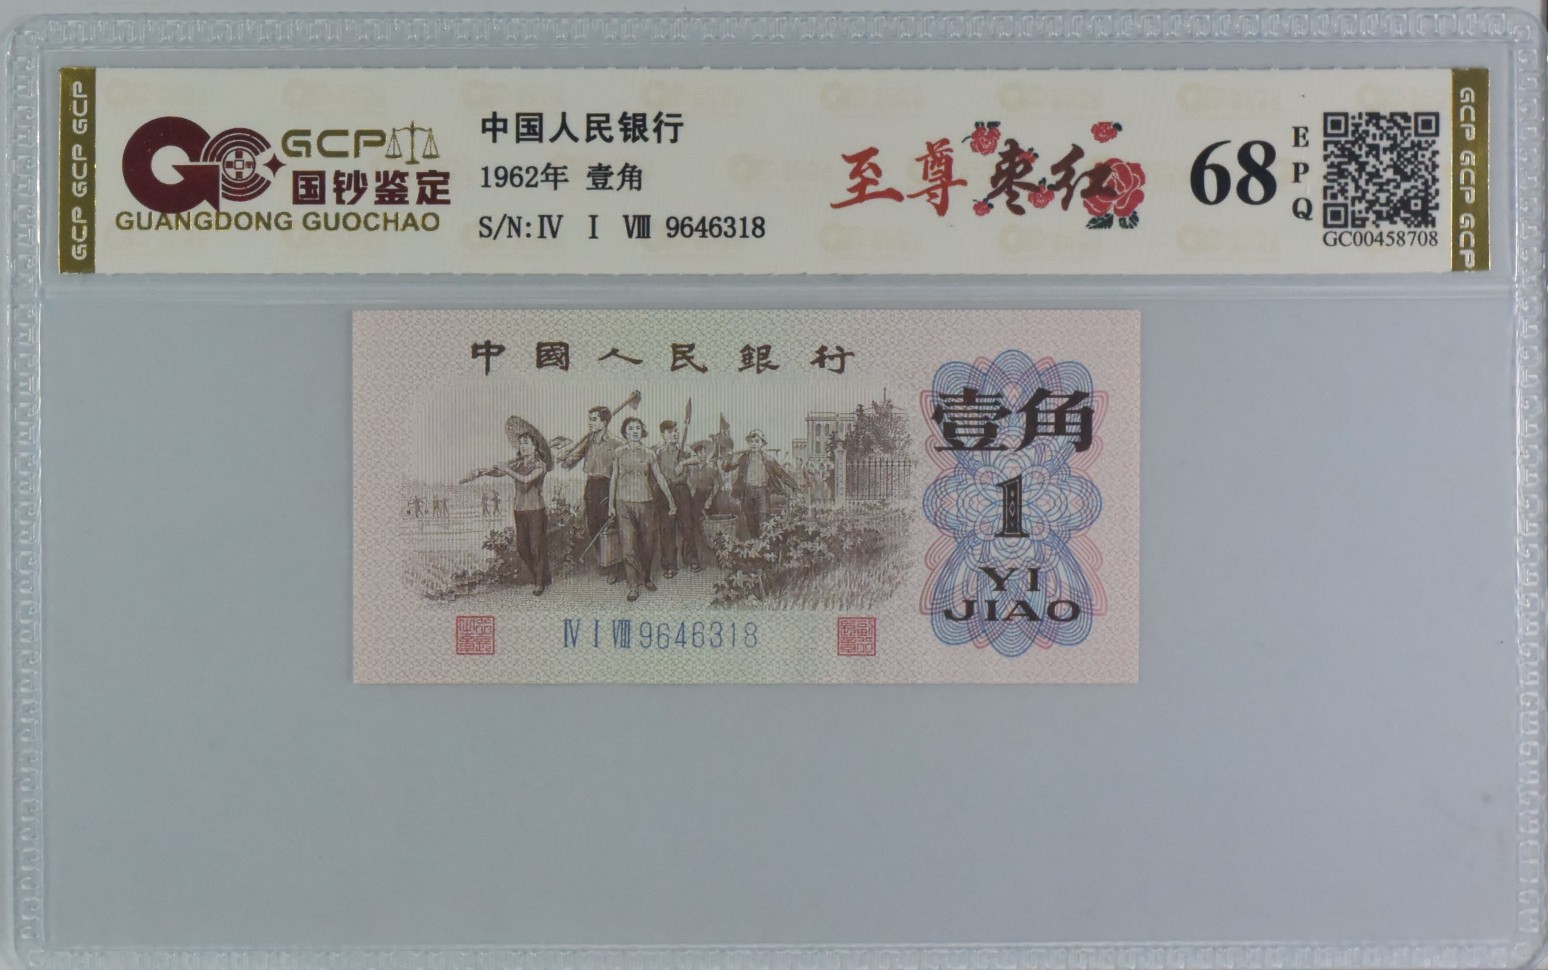 GCP GCP GCP
GCP
国钞鉴定
GUANGDONG GUOCHAO
中国人民银行
1962年 壹角
S/N:Ⅳ Ⅰ Ⅷ 9646318
至尊枣红
68
EPQ
GC00458708
GCP GCP GCP
中國人民銀行
壹角
1
YI
JIAO
Ⅳ Ⅰ Ⅷ 9646318